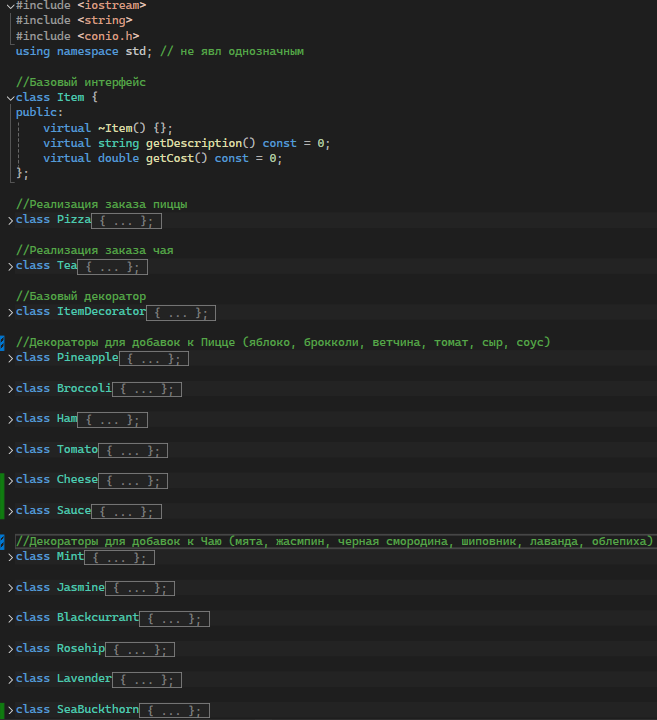 #include <iostream>
#include <string>
#include <conio.h>
using namespace std; // не явл однозначным
//Базовый интерфейс
class Item {
public:
virtual ~Item() {};
virtual string getDescription() const = 0;
virtual double getCost() const = 0;
};
//Реализация заказа пиццы
class Pizza { ... };
//Реализация заказа чая
class Tea { ... };
//Базовый декоратор
class ItemDecorator { ... };
//Декораторы для добавок к Пицце (яблоко, брокколи, ветчина, томат, сыр, соус)
class Pineapple { ... };
class Broccoli { ... };
class Ham { ... };
class Tomato { ... };
class Cheese { ... };
class Sauce { ... };
//Декораторы для добавок к Чаю (мята, жасмпин, черная смородина, шиповник, лаванда, облепиха)
class Mint { ... };
class Jasmine { ... };
class Blackcurrant { ... };
class Rosehip { ... };
class Lavender { ... };
class SeaBuckthorn { ... };